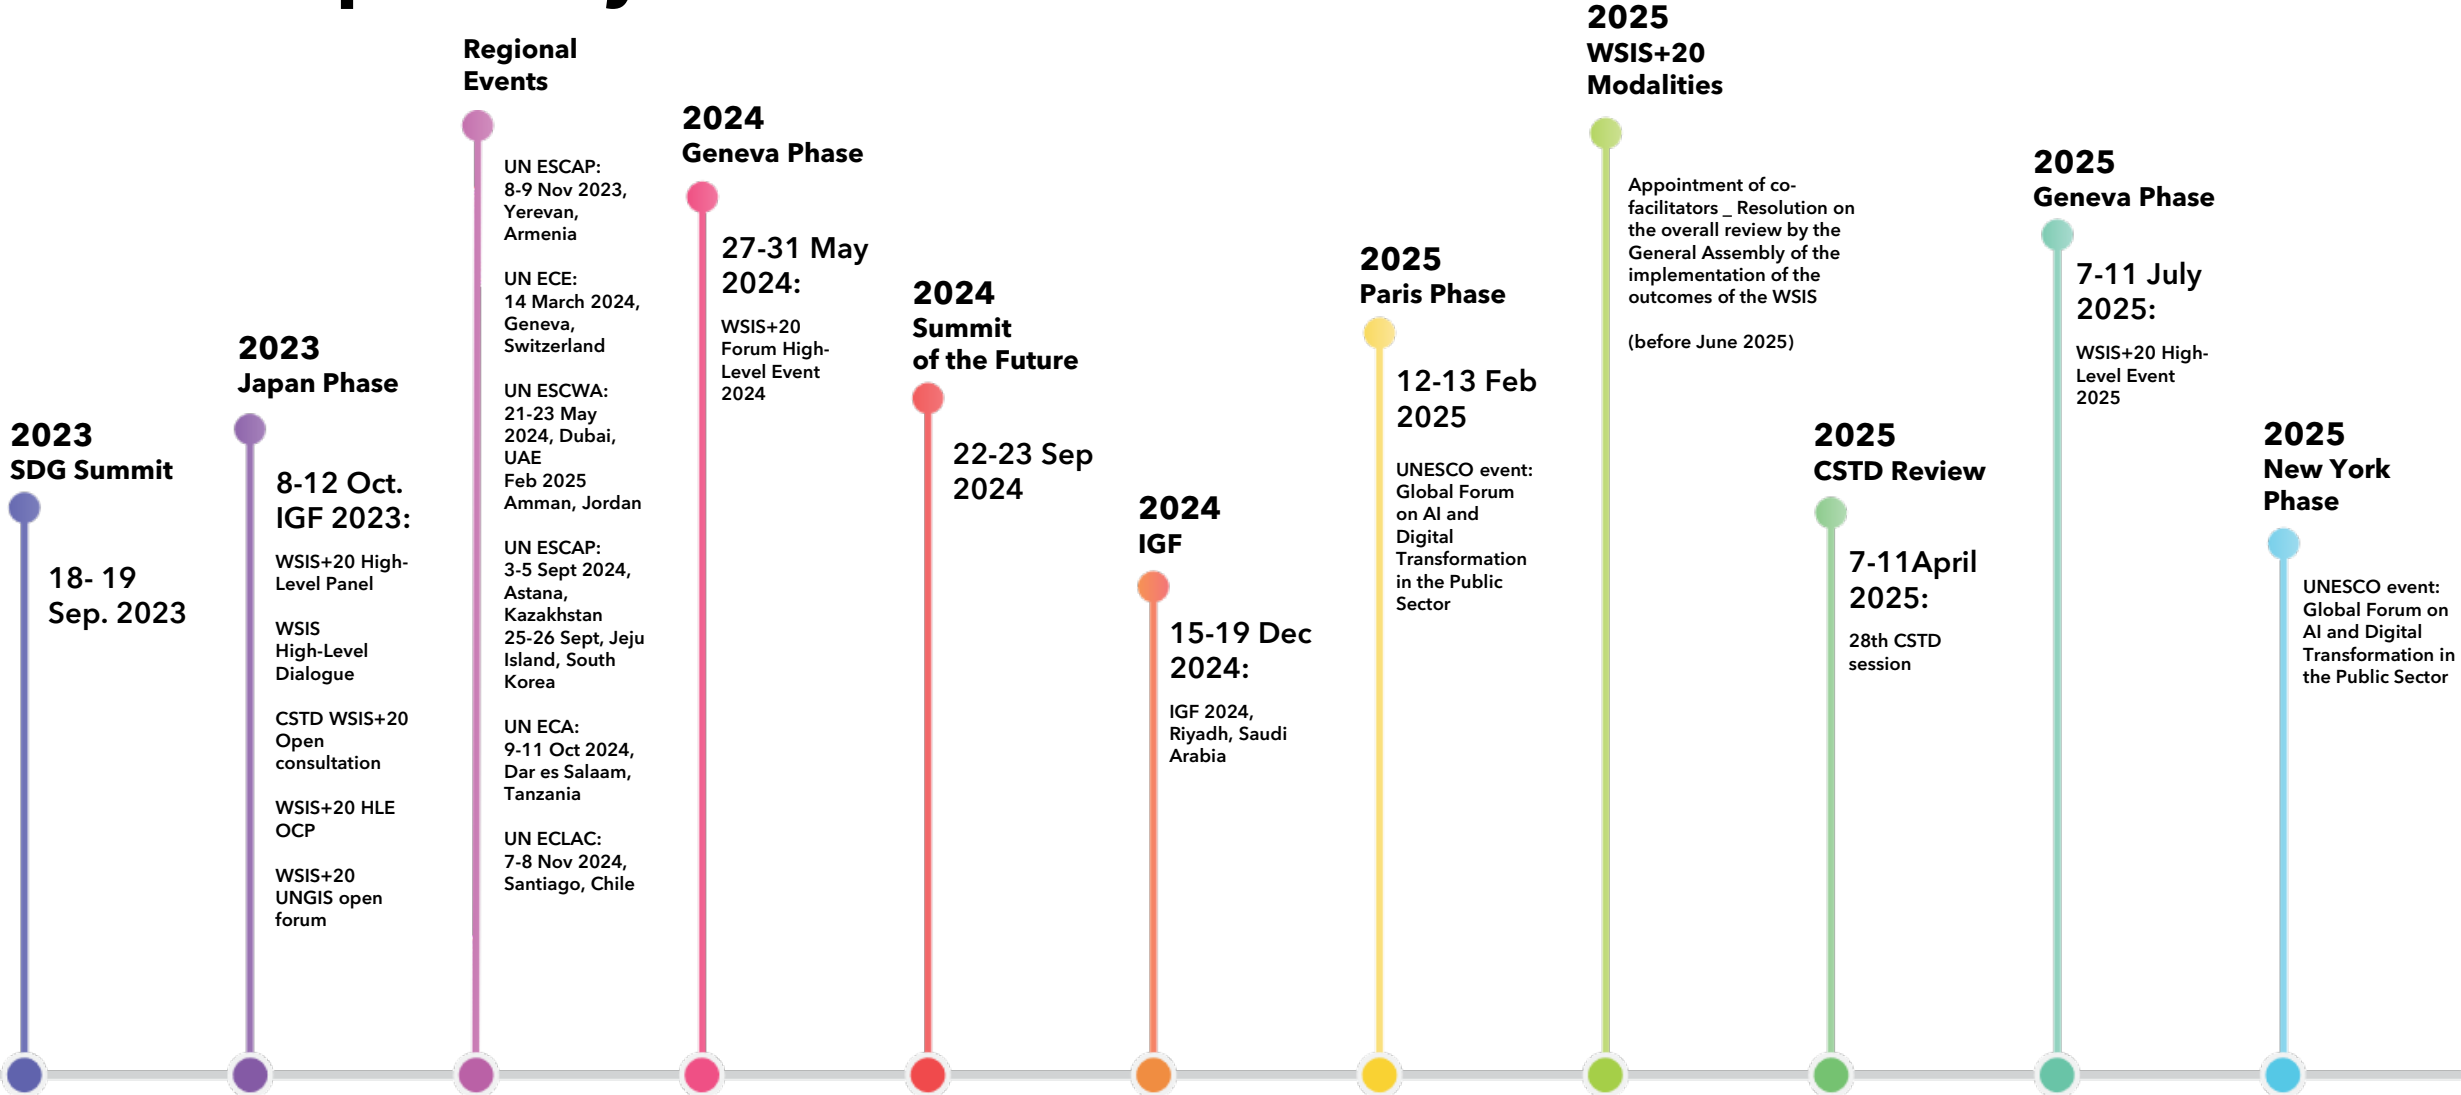 2023
SDG Summit
18- 19
Sep. 2023
2023
Japan Phase
8-12 Oct.
IGF 2023:
WSIS+20 High-
Level Panel
WSIS
High-Level
Dialogue
CSTD WSIS+20
Open
consultation
WSIS+20 HLE
OCP
WSIS+20
UNGIS open
forum
Regional
Events
UN ESCAP:
8-9 Nov 2023,
Yerevan,
Armenia
UN ECE:
14 March 2024,
Geneva,
Switzerland
UN ESCWA:
21-23 May
2024, Dubai,
UAE
Feb 2025
Amman, Jordan
UN ESCAP:
3-5 Sept 2024,
Astana,
Kazakhstan
25-26 Sept, Jeju
Island, South
Korea
UN ECA:
9-11 Oct 2024,
Dar es Salaam,
Tanzania
UN ECLAC:
7-8 Nov 2024,
Santiago, Chile
2024
Geneva Phase
27-31 May
2024:
WSIS+20
Forum High-
Level Event
2024
2024
Summit
of the Future
22-23 Sep
2024
2024
IGF
15-19 Dec
2024:
IGF 2024,
Riyadh, Saudi
Arabia
2025
Paris Phase
12-13 Feb
2025
UNESCO event:
Global Forum
on AI and
Digital
Transformation
in the Public
Sector
2025
WSIS+20
Modalities
Appointment of co-
facilitators _ Resolution on
the overall review by the
General Assembly of the
implementation of the
outcomes of the WSIS
(before June 2025)
2025
CSTD Review
7-11April
2025:
28th CSTD
session
2025
Geneva Phase
7-11 July
2025:
WSIS+20 High-
Level Event
2025
2025
New York
Phase
UNESCO event:
Global Forum on
AI and Digital
Transformation in
the Public Sector